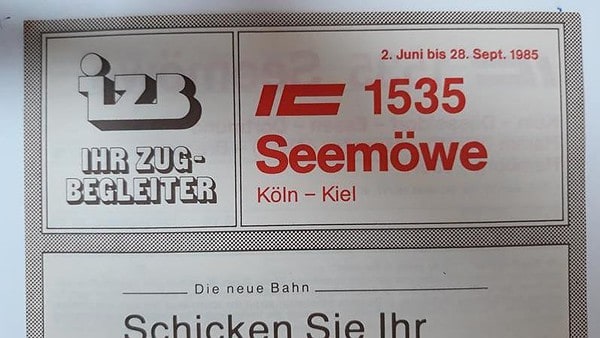 izB
IHR ZUG-
BEGLEITER
2. Juni bis 28. Sept. 1985
IC 1535
Seemöwe
Köln – Kiel
Die neue Bahn
Schicken Sie Ihr